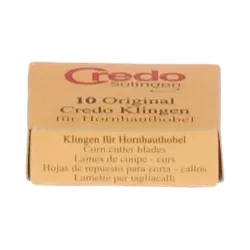 Credo
Solingen
10 Original
Credo Klingen
für Hornhauthobel
Klingen für Hornhauthobel
Corn cutter blades
Lames de coupe - cors
Hojas de repuesto para corta - callos
Lamette per tagliacalli